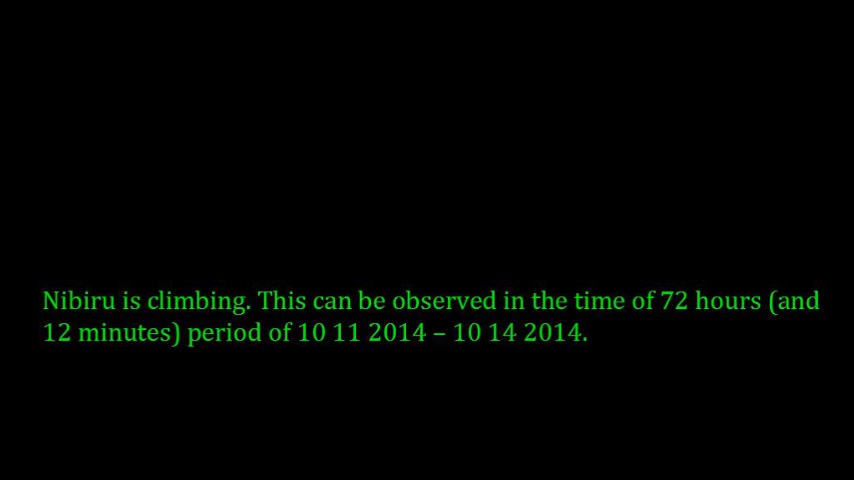 Nibiru is climbing. This can be observed in the time of 72 hours (and
12 minutes) period of 10 11 2014 – 10 14 2014.